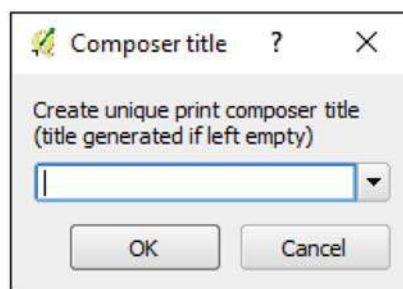 Composer title ? X
Create unique print composer title
(title generated if left empty)
OK Cancel